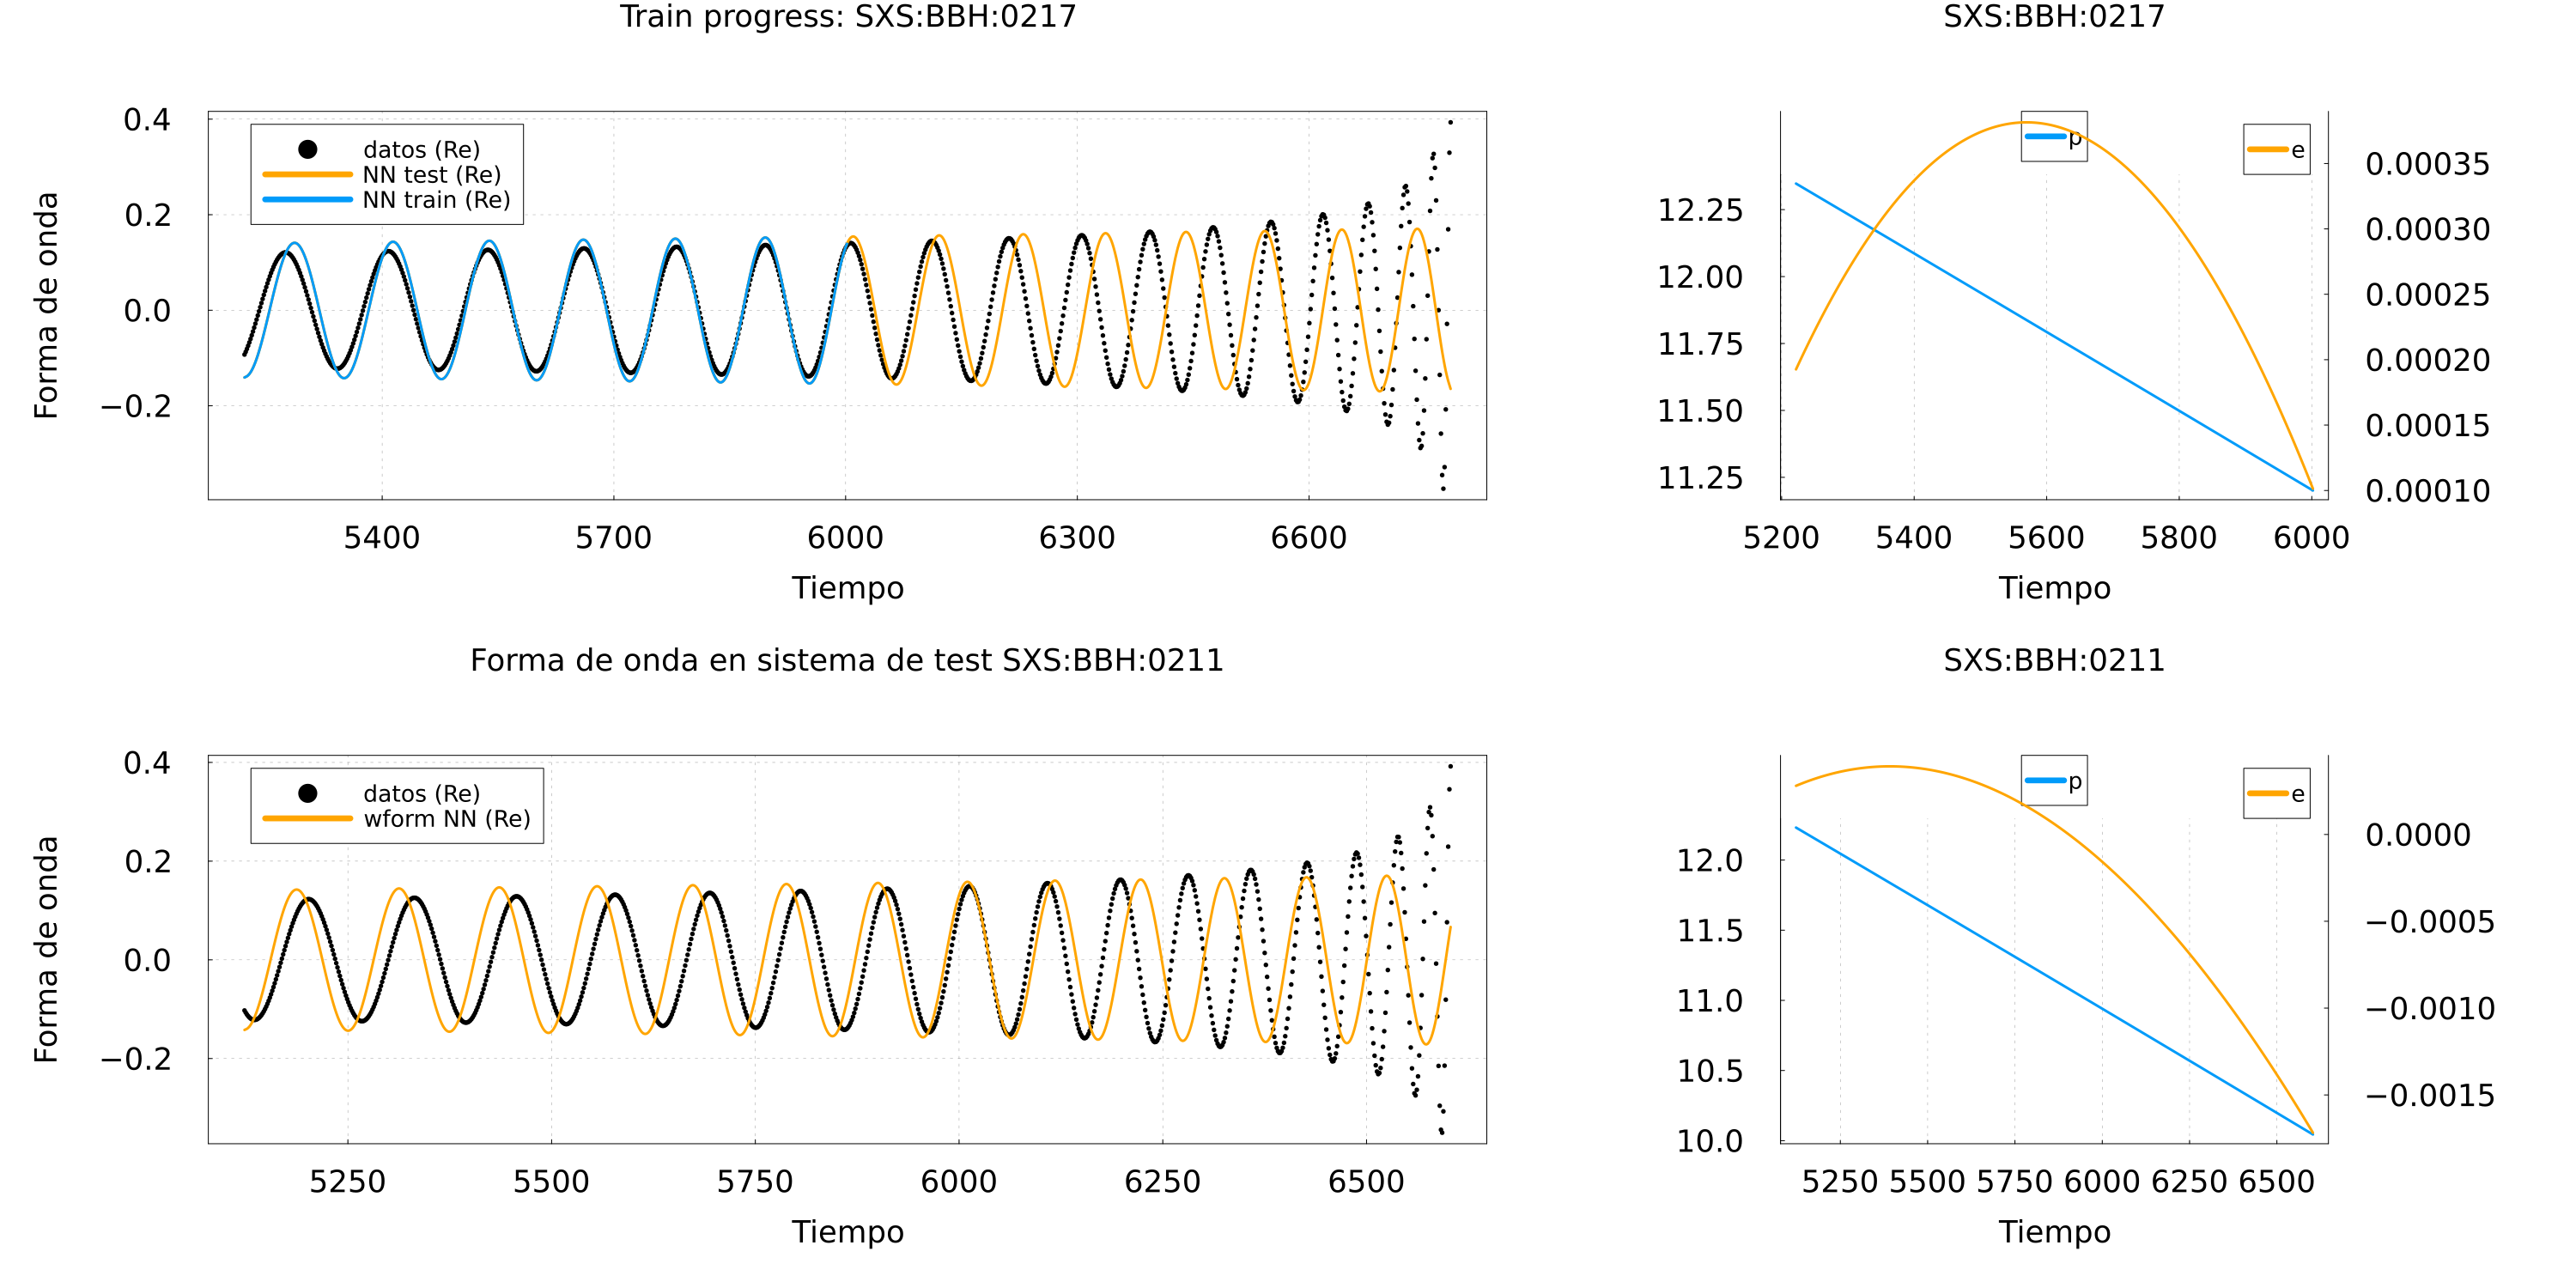 Train progress: SXS:BBH:0217
Forma de onda
0.4
0.2
0.0
−0.2
datos (Re)
NN test (Re)
NN train (Re)
5400 5700 6000 6300 6600
Tiempo
SXS:BBH:0217
12.25
12.00
11.75
11.50
11.25
p
e
0.00035
0.00030
0.00025
0.00020
0.00015
0.00010
5200 5400 5600 5800 6000
Tiempo
Forma de onda en sistema de test SXS:BBH:0211
Forma de onda
0.4
0.2
0.0
−0.2
datos (Re)
wform NN (Re)
5250 5500 5750 6000 6250 6500
Tiempo
SXS:BBH:0211
12.0
11.5
11.0
10.5
10.0
p
e
0.0000
−0.0005
−0.0010
−0.0015
5250 5500 5750 6000 6250 6500
Tiempo